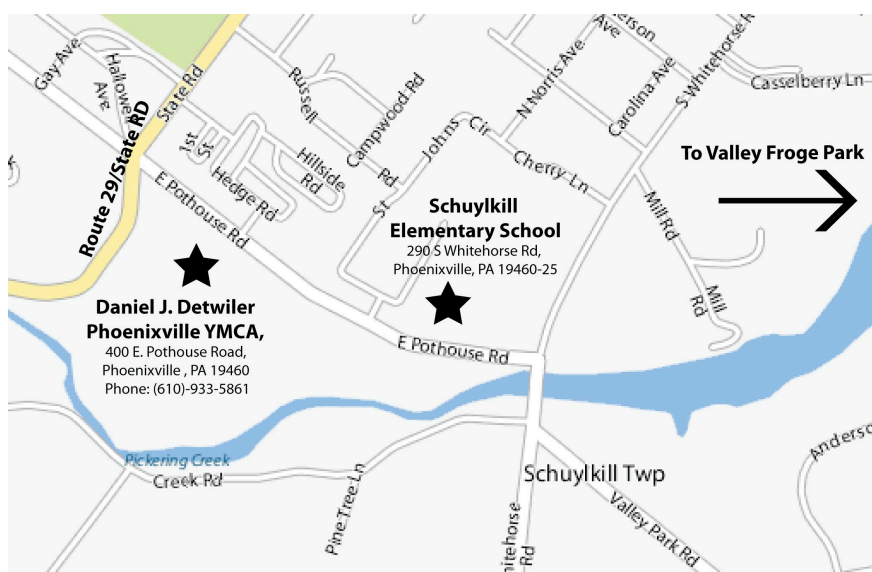 Gay Ave
Hallowell
Ave
State Rd
Route 29/State RD
1st
St
Hedge Rd
Hillside
Rd
Russell
Rd
Campwood Rd
Johns
St
Cir
Cherry Ln
N Norris Ave
Ave
Carolina Ave
S Whitehorse R
Casselberry Ln
To Valley Froge Park
Mill Rd
Mill
Rd
E Pothouse Rd
Schuylkill
Elementary School
290 S Whitehorse Rd,
Phoenixville, PA 19460-25
Daniel J. Detwiler
Phoenixville YMCA,
400 E. Pothouse Road,
Phoenixville , PA 19460
Phone: (610)-933-5861
E Pothouse Rd
Pickering Creek
Creek Rd
Pine Tree Ln
Schuylkill Twp
Valley Park Rd
Rd